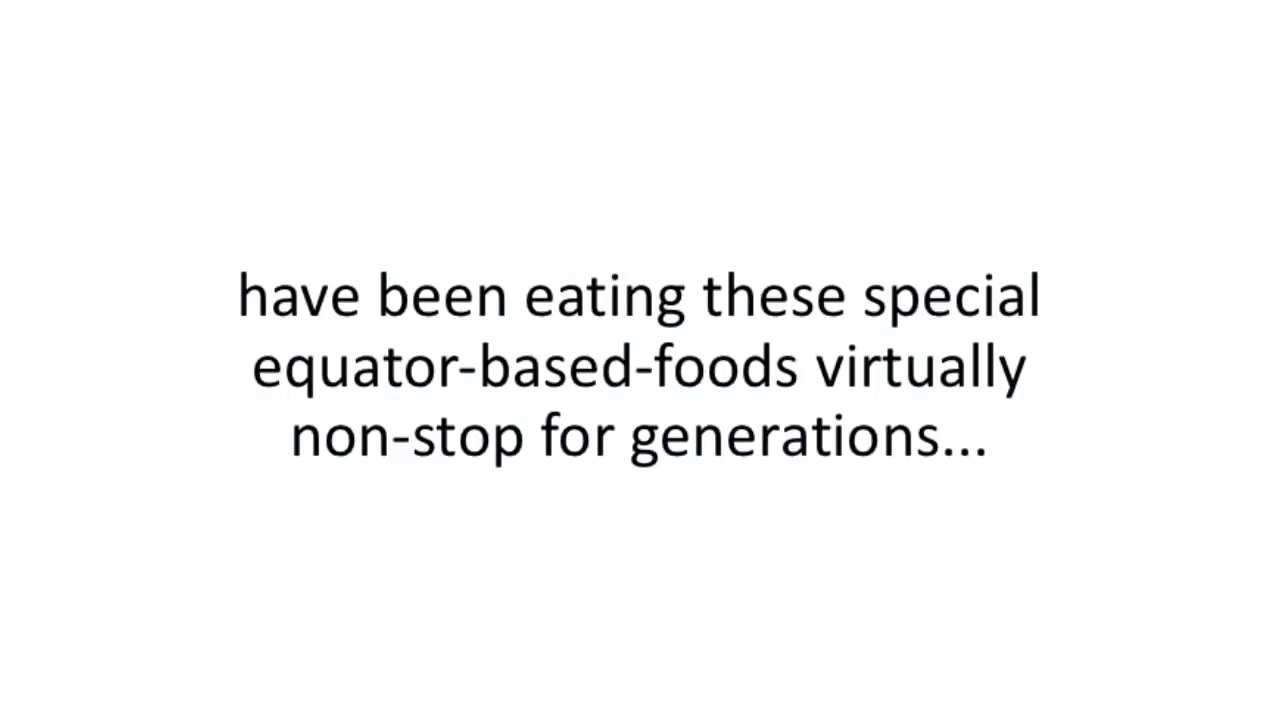 have been eating these special
equator-based-foods virtually
non-stop for generations...